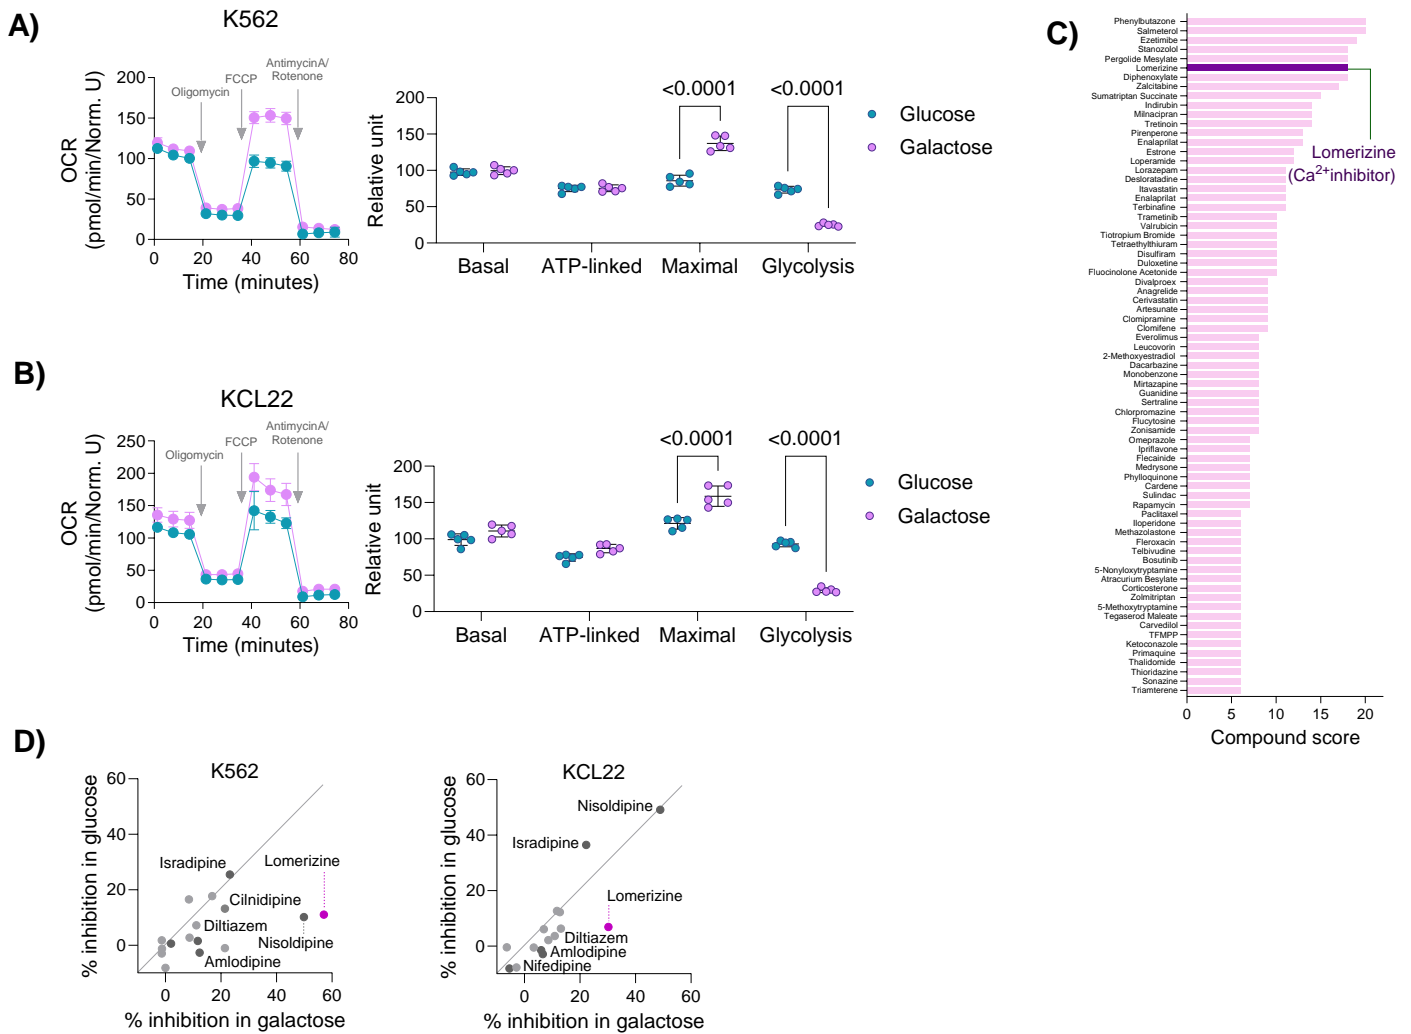 A)
K562
OCR
(pmol/min/Norm. U)
200
150
100
50
0
Oligomycin
FCCP
AntimycinA/
Rotenone
0 20 40 60 80
Time (minutes)
Relative unit
200
150
100
50
0
<0.0001 <0.0001
Glucose
Galactose
Basal ATP-linked Maximal Glycolysis
B)
KCL22
OCR
(pmol/min/Norm. U)
250
200
150
100
50
0
Oligomycin
FCCP
AntimycinA/
Rotenone
0 20 40 60 80
Time (minutes)
Relative unit
200
150
100
50
0
<0.0001 <0.0001
Glucose
Galactose
Basal ATP-linked Maximal Glycolysis
C)
Phenylbutazone
Salmeterol
Ezetimibe
Stanozolol
Pergolide Mesylate
Lomerizine
Diphenoxylate
Zalcitabine
Sumatriptan Succinate
Indirubin
Milnacipran
Tretinoin
Pirenperone
Enalaprilat
Estrone
Loperamide
Lorazepam
Desloratadine
Itavastatin
Enalaprilat
Terbinafine
Trametinib
Valrubicin
Tiotropium Bromide
Tetraethylthiuram
Disulfiram
Duloxetine
Fluocinolone Acetonide
Divalproex
Anagrelide
Cerivastatin
Artesunate
Clomipramine
Clomifene
Everolimus
Leucovorin
2-Methoxyestradiol
Dacarbazine
Monobenzone
Mirtazapine
Guanidine
Sertraline
Chlorpromazine
Flucytosine
Zonisamide
Omeprazole
Ipriflavone
Flecainide
Medrysone
Phylloquinone
Cardene
Sulindac
Rapamycin
Paclitaxel
Iloperidone
Methazolastone
Fleroxacin
Telbivudine
Bosutinib
5-Nonyloxytryptamine
Atracurium Besylate
Corticosterone
Zolmitriptan
5-Methoxytryptamine
Tegaserod Maleate
Carvedilol
TFMPP
Ketoconazole
Primaquine
Thalidomide
Thioridazine
Sonazine
Triamterene
Lomerizine
(Ca2+inhibitor)
0 5 10 15 20
Compound score
D)
K562
% inhibition in glucose
60
40
20
0
Isradipine
Lomerizine
Cilnidipine
Diltiazem
Nisoldipine
Amlodipine
0 20 40 60
% inhibition in galactose
KCL22
% inhibition in glucose
60
40
20
0
Nisoldipine
Isradipine
Lomerizine
Diltiazem
Amlodipine
Nifedipine
0 20 40 60
% inhibition in galactose